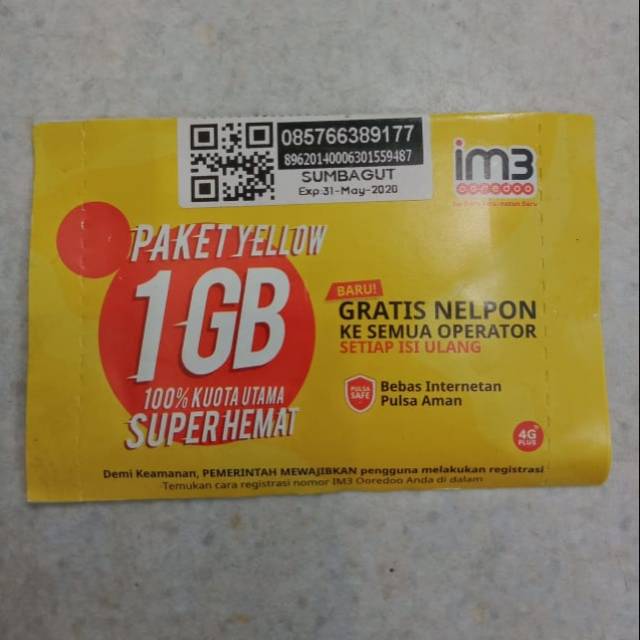 085766389177
89620140006301559487
SUMBAGUT
Exp:31-May-2020
im3
ooredoo
PAKET YELLOW
1GB
100% KUOTA UTAMA
SUPER HEMAT
BARU!
GRATIS NELPON
KE SEMUA OPERATOR
SETIAP ISI ULANG
PULSA
SAFE
Bebas Internetan
Pulsa Aman
4G
PLUS
Demi Keamanan, PEMERINTAH MEWAJIBKAN pengguna melakukan registrasi
Temukan cara registrasi nomor IM3 Ooredoo Anda di dalam